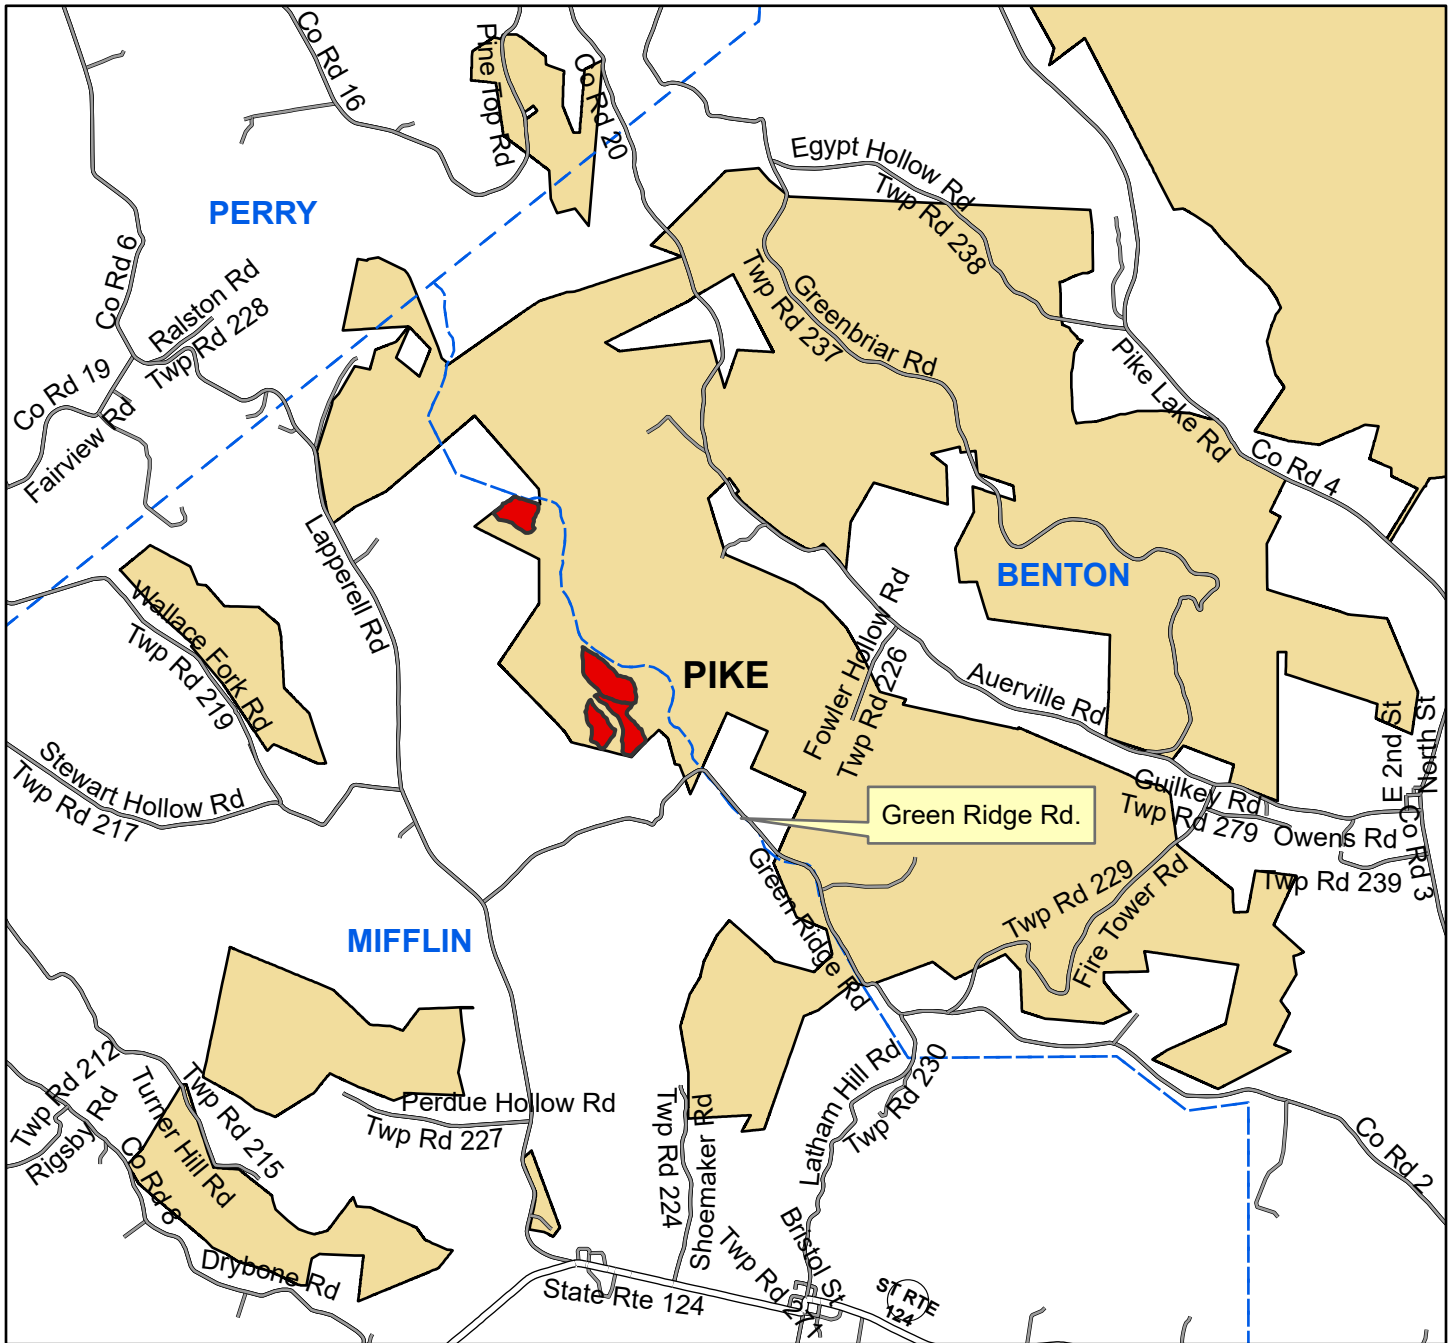 Co Rd 16
Pine Top Rd
Co Rd 20
Egypt Hollow Rd
Twp Rd 238
PERRY
Co Rd 6
Ralston Rd
Twp Rd 228
Twp Rd 237
Greenbriar Rd
Co Rd 19
Fairview Rd
Pike Lake Rd
Co Rd 4
Lapperell Rd
BENTON
Wallace Fork Rd
Twp Rd 219
PIKE
Fowler Hollow Rd
Twp Rd 226
Auerville Rd
E 2nd St
North St
Stewart Hollow Rd
Twp Rd 217
Guilkey Rd
Twp Rd 279
Green Ridge Rd.
Owens Rd
Co Rd 3
Twp Rd 239
Green Ridge Rd
Twp Rd 229
Fire Tower Rd
MIFFLIN
Twp Rd 212
Rigsby Rd
Turner Hill Rd
Twp Rd 215
Perdue Hollow Rd
Twp Rd 227
Twp Rd 224
Shoemaker Rd
Latham Hill Rd
Twp Rd 230
Co Rd 2
Co Rd 8
Drybone Rd
State Rte 124
Twp Rd 271
Bristol St
ST RTE
124